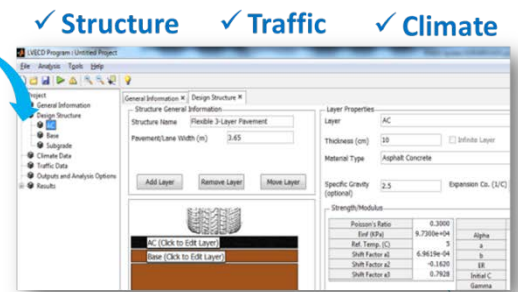 ✓ Structure ✓ Traffic ✓ Climate
LVECD Program : Untitled Project
File Analysis Tools Help
Project
General Information
Design Structure
AC
Base
Subgrade
Climate Data
Traffic Data
Outputs and Analysis Options
Results
General Information × Design Structure ×
Structure General Information
Structure Name Flexible 3-Layer Pavement
Pavement/Lane Width (m) 3.65
Add Layer Remove Layer Move Layer
AC (Click to Edit Layer)
Base (Click to Edit Layer)
Layer Properties
Layer AC
Thickness (cm) 10 Infinite Layer
Material Type Asphalt Concrete
Specific Gravity 2.5 Expansion Co. (1/C)
(optional)
Strength/Modulus
Poisson's Ratio 0.3000
Einf (KPa) 9.7300e+04 Alpha
Ref. Temp. (C) 5 a
Shift Factor a1 6.9619e-04 b
Shift Factor a2 -0.1620 ER
Shift Factor a3 0.7928 Initial C
Gamma